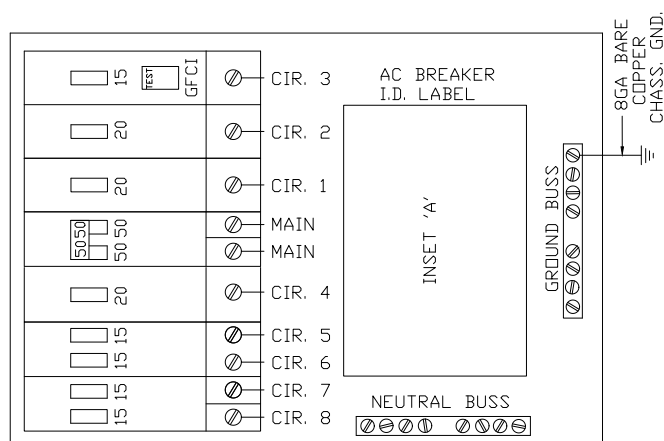 15
TEST
GFCI
CIR. 3
20
CIR. 2
20
CIR. 1
50
50
50
50
MAIN
MAIN
20
CIR. 4
15
CIR. 5
15
CIR. 6
15
CIR. 7
15
CIR. 8
AC BREAKER
I.D. LABEL
INSET 'A'
NEUTRAL BUSS
GROUND BUSS
8GA BARE
COPPER
CHASS. GND.